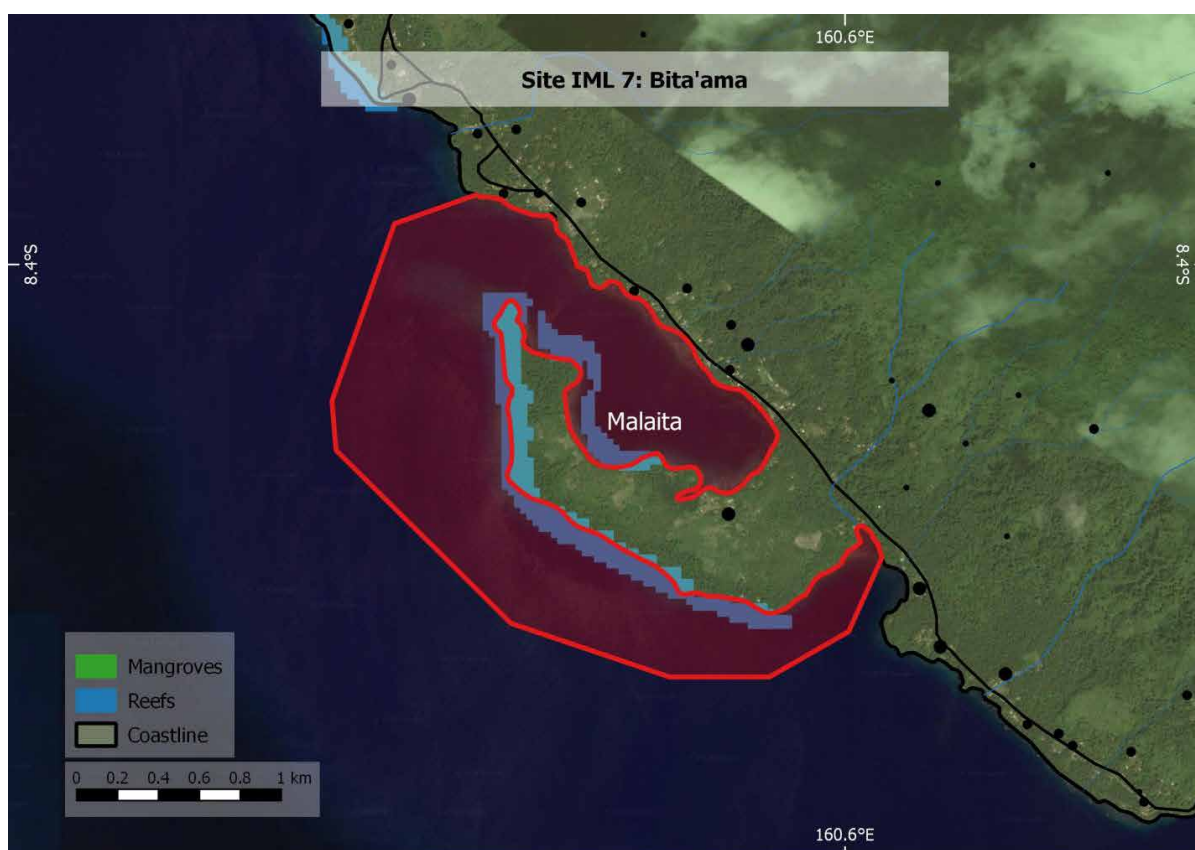 160.6°E
Site IML 7: Bita'ama
8.4°S
8.4°S
Malaita
Mangroves
Reefs
Coastline
0 0.2 0.4 0.6 0.8 1 km
160.6°E